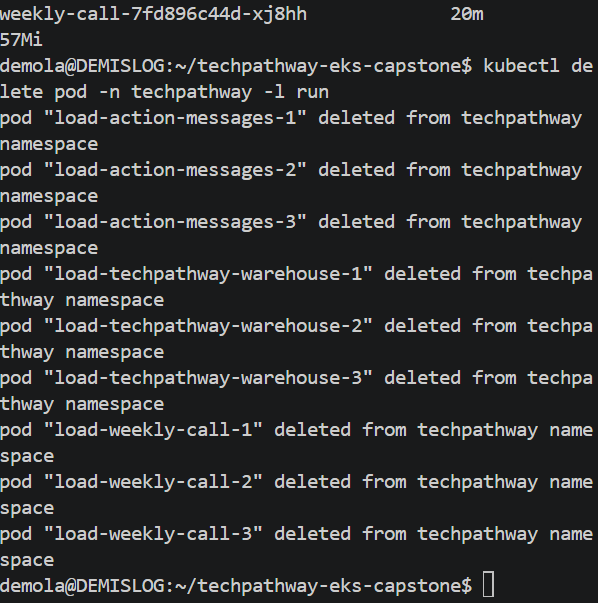 weekly-call-7fd896c44d-xj8hh            20m
57Mi
demola@DEMISLOG:~/techpathway-eks-capstone$ kubectl de
lete pod -n techpathway -l run
pod "load-action-messages-1" deleted from techpathway
namespace
pod "load-action-messages-2" deleted from techpathway
namespace
pod "load-action-messages-3" deleted from techpathway
namespace
pod "load-techpathway-warehouse-1" deleted from techpa
thway namespace
pod "load-techpathway-warehouse-2" deleted from techpa
thway namespace
pod "load-techpathway-warehouse-3" deleted from techpa
thway namespace
pod "load-weekly-call-1" deleted from techpathway name
space
pod "load-weekly-call-2" deleted from techpathway name
space
pod "load-weekly-call-3" deleted from techpathway name
space
demola@DEMISLOG:~/techpathway-eks-capstone$